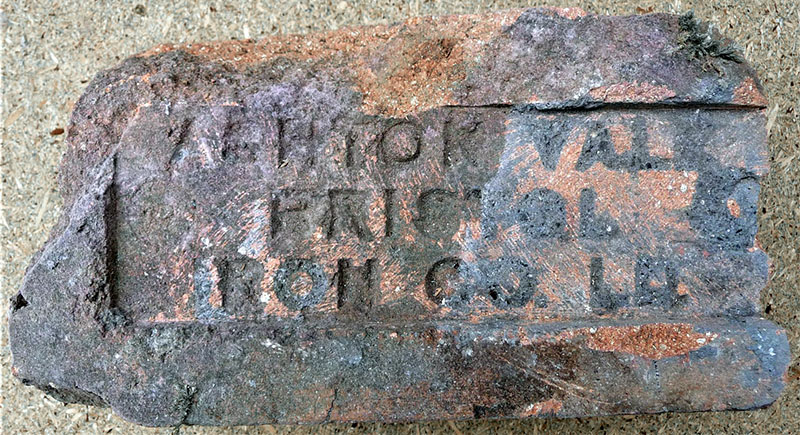 ASHTON VALE
BRISTOL
IRON CO. LD.